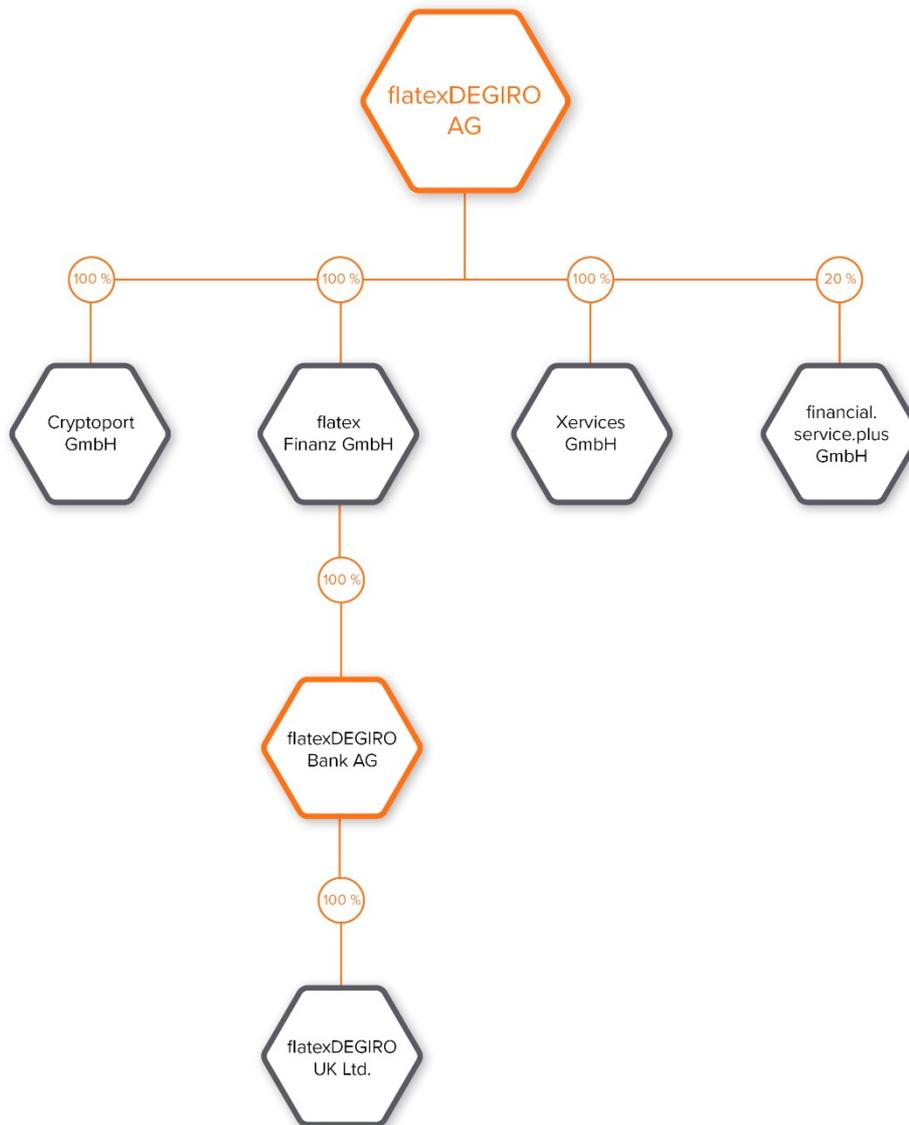 flatexDEGIRO
AG
100 %
100 %
100 %
20 %
Cryptoport
GmbH
flatex
Finanz GmbH
Xervices
GmbH
financial.
service.plus
GmbH
100 %
flatexDEGIRO
Bank AG
100 %
flatexDEGIRO
UK Ltd.